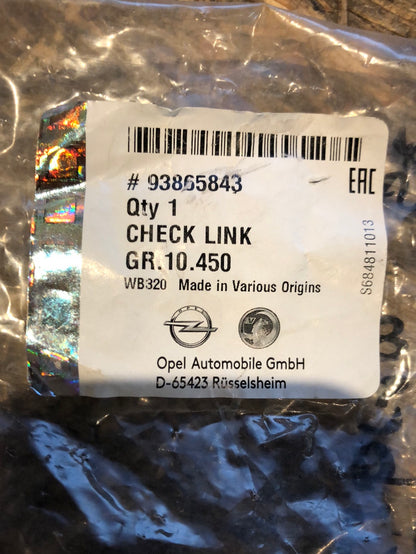 # 93865843
Qty 1
CHECK LINK
GR.10.450
WB320 Made in Various Origins
Opel Automobile GmbH
D-65423 Rüsselsheim
EAC
S684811013